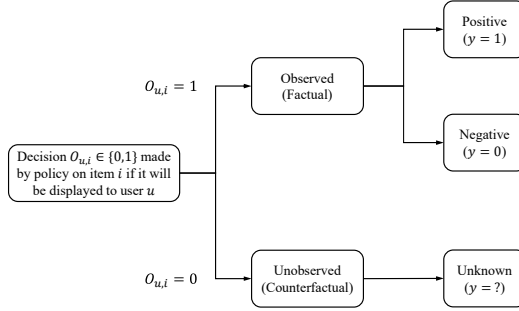 Positive
(y = 1)
O_{u,i} = 1
Observed
(Factual)
Decision O_{u,i} ∈ {0,1} made
by policy on item i if it will
be displayed to user u
Negative
(y = 0)
O_{u,i} = 0
Unobserved
(Counterfactual)
Unknown
(y = ?)